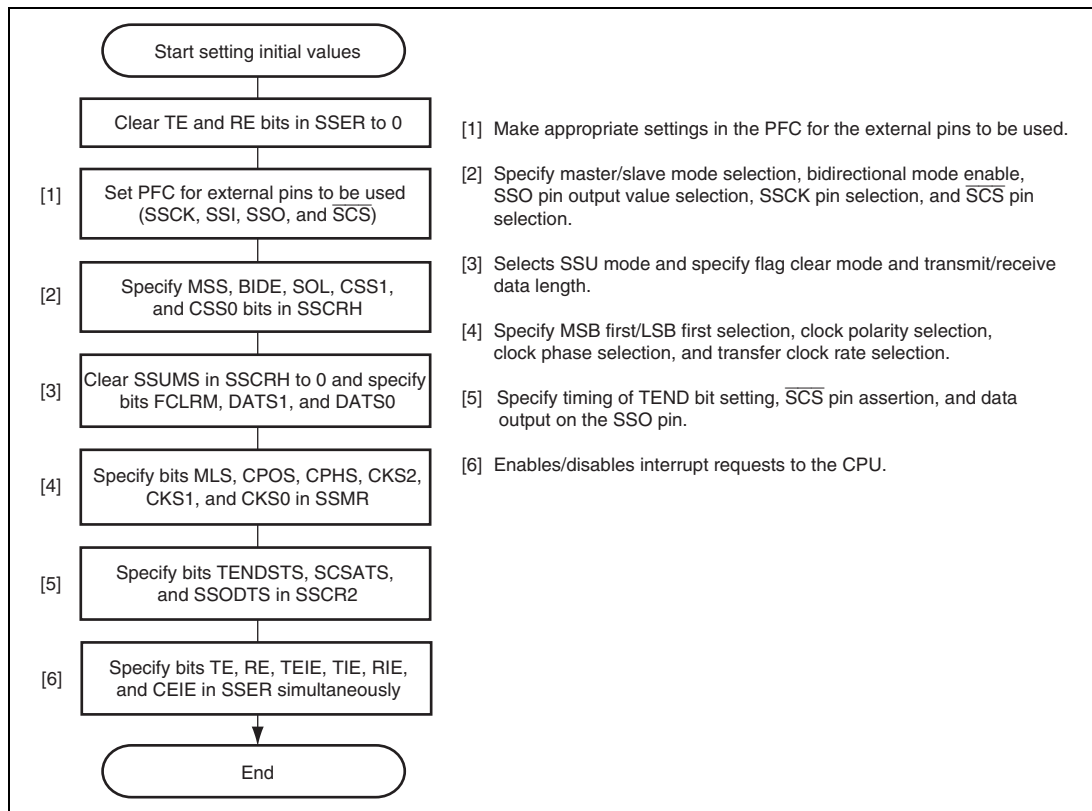 Start setting initial values
Clear TE and RE bits in SSER to 0
[1]
Set PFC for external pins to be used
(SSCK, SSI, SSO, and S̅C̅S̅)
[2]
Specify MSS, BIDE, SOL, CSS1,
and CSS0 bits in SSCRH
[3]
Clear SSUMS in SSCRH to 0 and specify
bits FCLRM, DATS1, and DATS0
[4]
Specify bits MLS, CPOS, CPHS, CKS2,
CKS1, and CKS0 in SSMR
[5]
Specify bits TENDSTS, SCSATS,
and SSODTS in SSCR2
[6]
Specify bits TE, RE, TEIE, TIE, RIE,
and CEIE in SSER simultaneously
End
[1] Make appropriate settings in the PFC for the external pins to be used.
[2] Specify master/slave mode selection, bidirectional mode enable,
SSO pin output value selection, SSCK pin selection, and S̅C̅S̅ pin
selection.
[3] Selects SSU mode and specify flag clear mode and transmit/receive
data length.
[4] Specify MSB first/LSB first selection, clock polarity selection,
clock phase selection, and transfer clock rate selection.
[5] Specify timing of TEND bit setting, S̅C̅S̅ pin assertion, and data
output on the SSO pin.
[6] Enables/disables interrupt requests to the CPU.